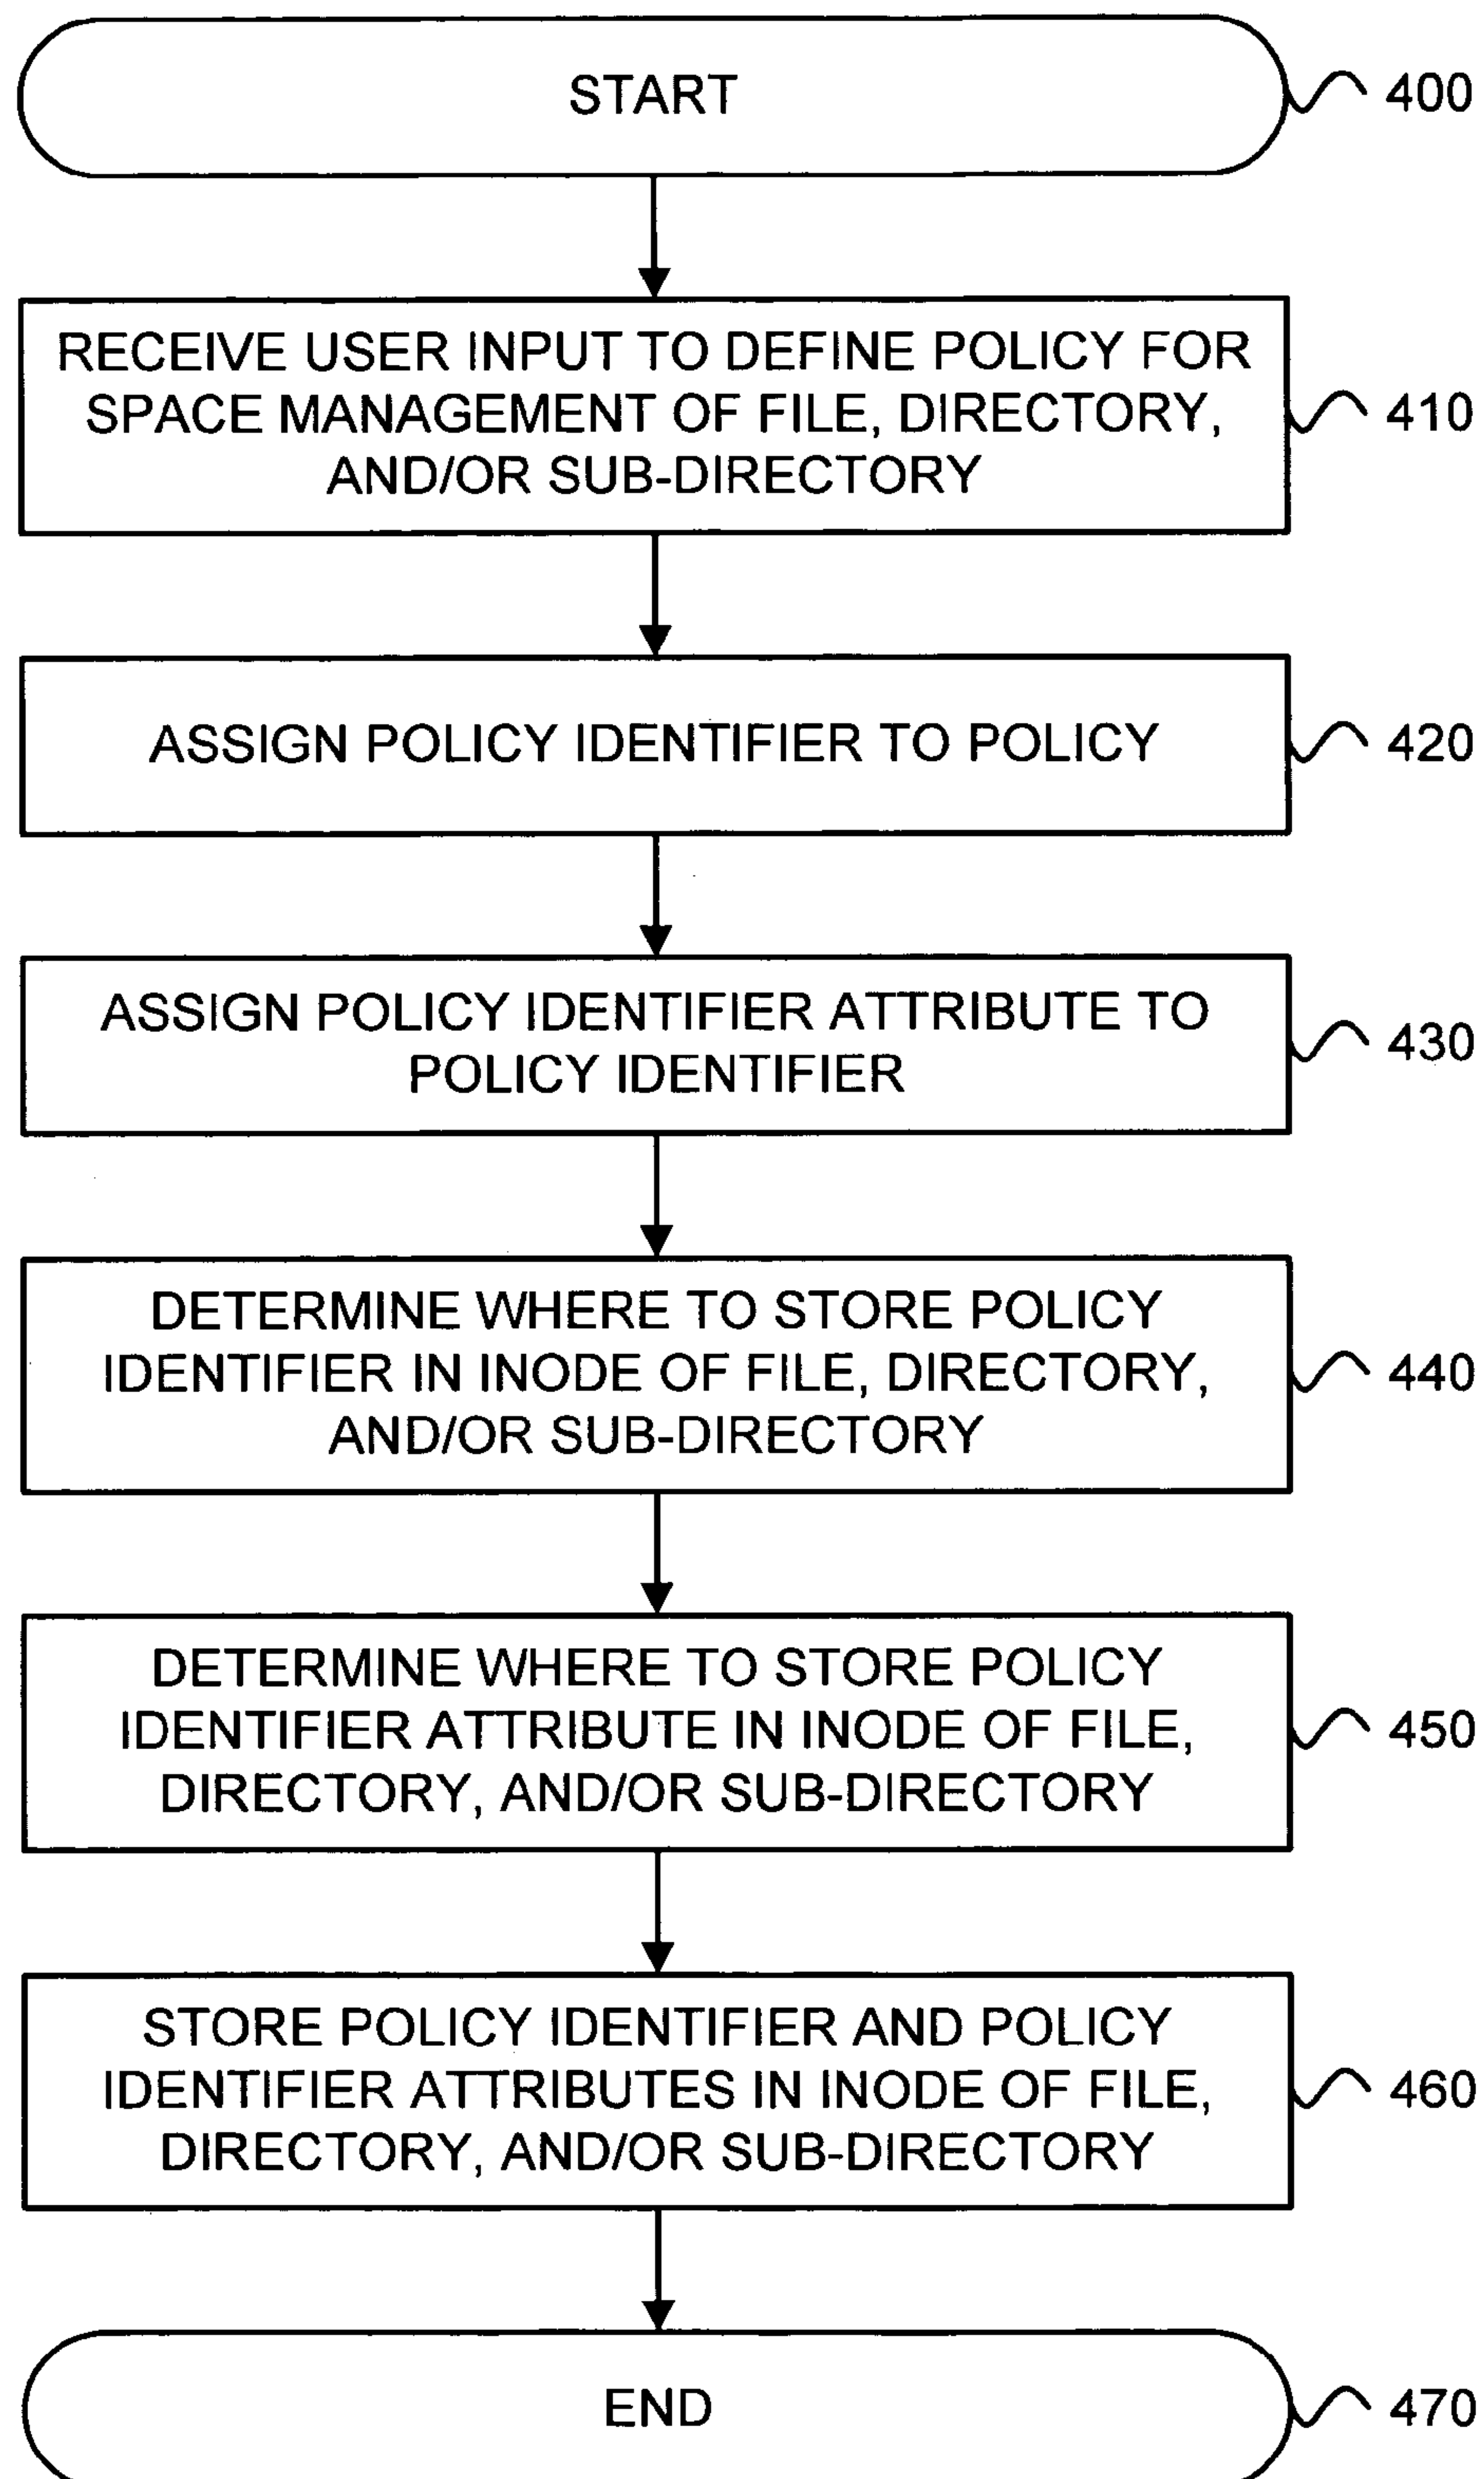 START
400
RECEIVE USER INPUT TO DEFINE POLICY FOR
SPACE MANAGEMENT OF FILE, DIRECTORY,
AND/OR SUB-DIRECTORY
410
ASSIGN POLICY IDENTIFIER TO POLICY
420
ASSIGN POLICY IDENTIFIER ATTRIBUTE TO
POLICY IDENTIFIER
430
DETERMINE WHERE TO STORE POLICY
IDENTIFIER IN INODE OF FILE, DIRECTORY,
AND/OR SUB-DIRECTORY
440
DETERMINE WHERE TO STORE POLICY
IDENTIFIER ATTRIBUTE IN INODE OF FILE,
DIRECTORY, AND/OR SUB-DIRECTORY
450
STORE POLICY IDENTIFIER AND POLICY
IDENTIFIER ATTRIBUTES IN INODE OF FILE,
DIRECTORY, AND/OR SUB-DIRECTORY
460
END
470